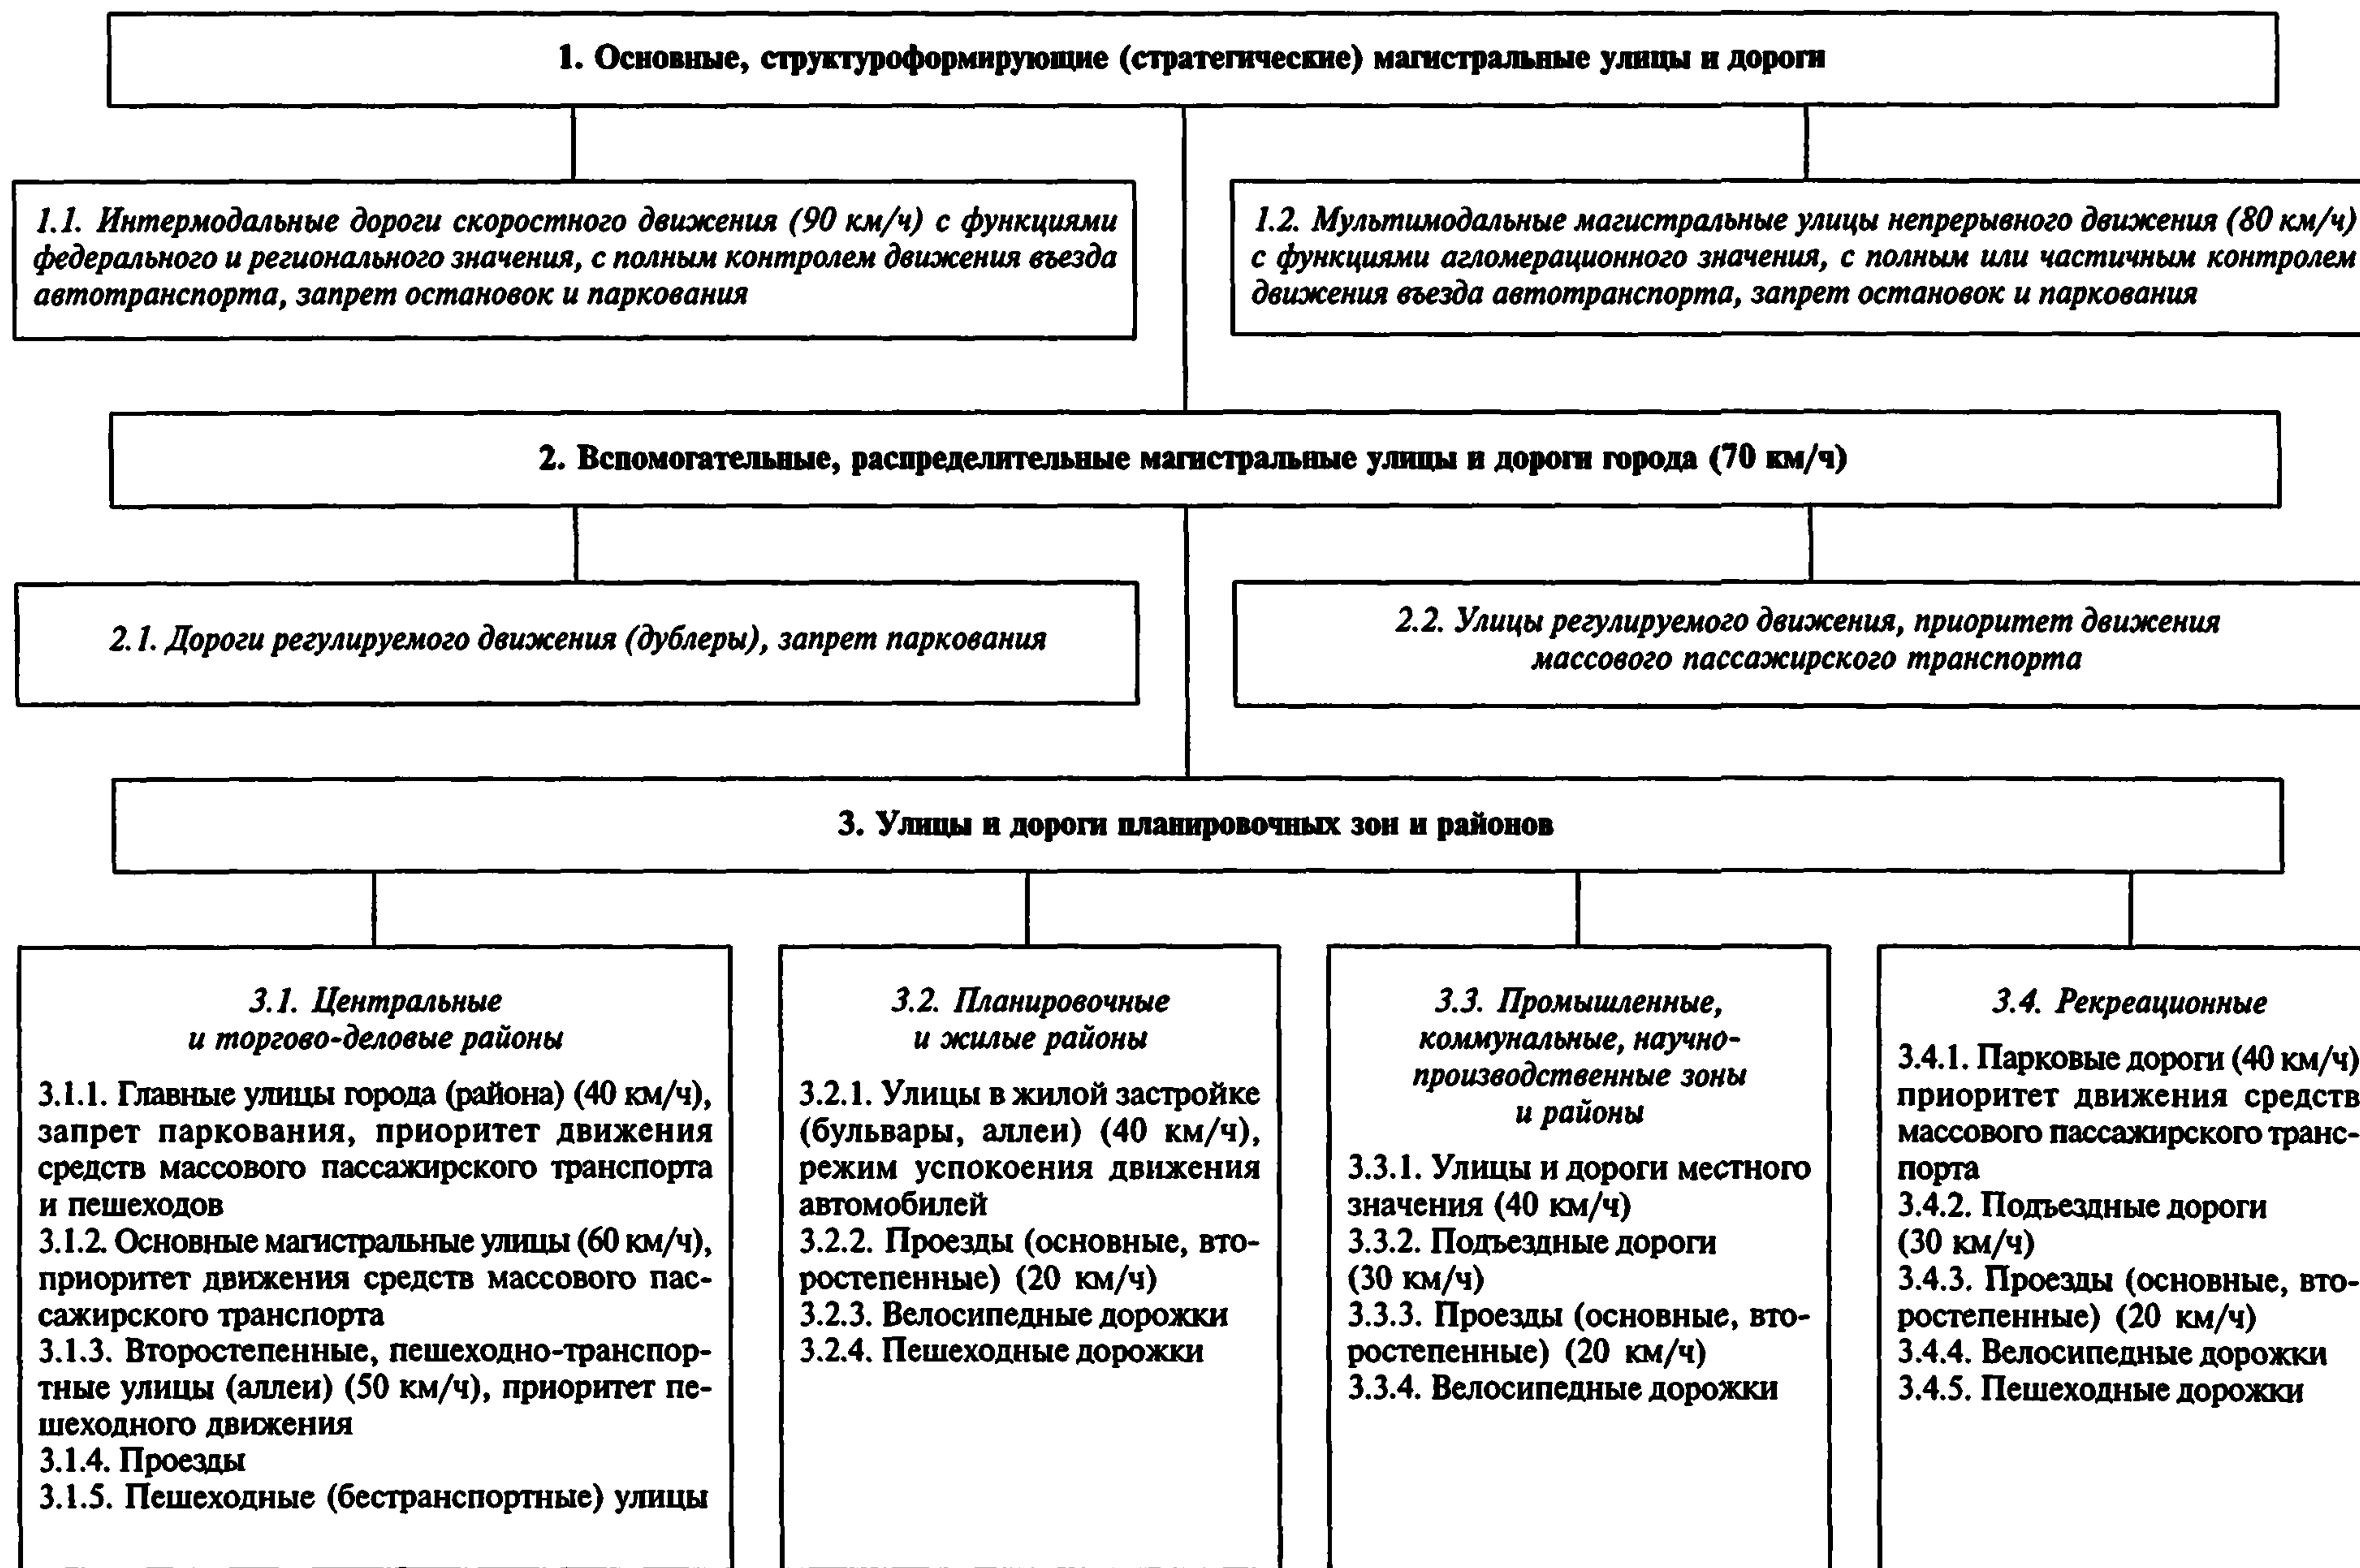 1. Основные, структуроформирующие (стратегические) магистральные улицы и дороги
1.1. Интермодальные дороги скоростного движения (90 км/ч) с функциями
федерального и регионального значения, с полным контролем движения въезда
автотранспорта, запрет остановок и паркования
1.2. Мультимодальные магистральные улицы непрерывного движения (80 км/ч)
с функциями агломерационного значения, с полным или частичным контролем
движения въезда автотранспорта, запрет остановок и паркования
2. Вспомогательные, распределительные магистральные улицы и дороги города (70 км/ч)
2.1. Дороги регулируемого движения (дублеры), запрет паркования
2.2. Улицы регулируемого движения, приоритет движения
массового пассажирского транспорта
3. Улицы и дороги планировочных зон и районов
3.1. Центральные
и торгово-деловые районы
3.1.1. Главные улицы города (района) (40 км/ч),
запрет паркования, приоритет движения
средств массового пассажирского транспорта
и пешеходов
3.1.2. Основные магистральные улицы (60 км/ч),
приоритет движения средств массового пас-
сажирского транспорта
3.1.3. Второстепенные, пешеходно-транспор-
тные улицы (аллеи) (50 км/ч), приоритет пе-
шеходного движения
3.1.4. Проезды
3.1.5. Пешеходные (бестранспортные) улицы
3.2. Планировочные
и жилые районы
3.2.1. Улицы в жилой застройке
(бульвары, аллеи) (40 км/ч),
режим успокоения движения
автомобилей
3.2.2. Проезды (основные, вто-
ростепенные) (20 км/ч)
3.2.3. Велосипедные дорожки
3.2.4. Пешеходные дорожки
3.3. Промышленные,
коммунальные, научно-
производственные зоны
и районы
3.3.1. Улицы и дороги местного
значения (40 км/ч)
3.3.2. Подъездные дороги
(30 км/ч)
3.3.3. Проезды (основные, вто-
ростепенные) (20 км/ч)
3.3.4. Велосипедные дорожки
3.4. Рекреационные
3.4.1. Парковые дороги (40 км/ч)
приоритет движения средств
массового пассажирского транс-
порта
3.4.2. Подъездные дороги
(30 км/ч)
3.4.3. Проезды (основные, вто-
ростепенные) (20 км/ч)
3.4.4. Велосипедные дорожки
3.4.5. Пешеходные дорожки